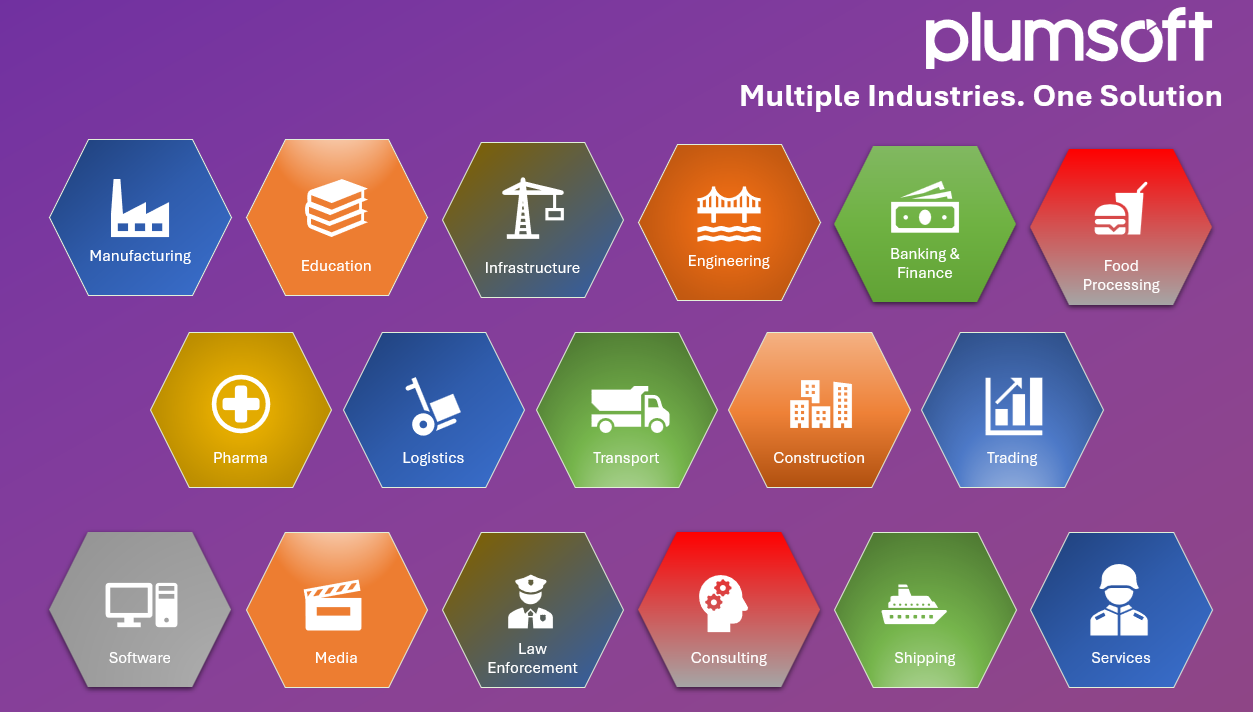 plumsoft
Multiple Industries. One Solution
Manufacturing
Education
Infrastructure
Engineering
Banking &
Finance
Food
Processing
Pharma
Logistics
Transport
Construction
Trading
Software
Media
Law
Enforcement
Consulting
Shipping
Services